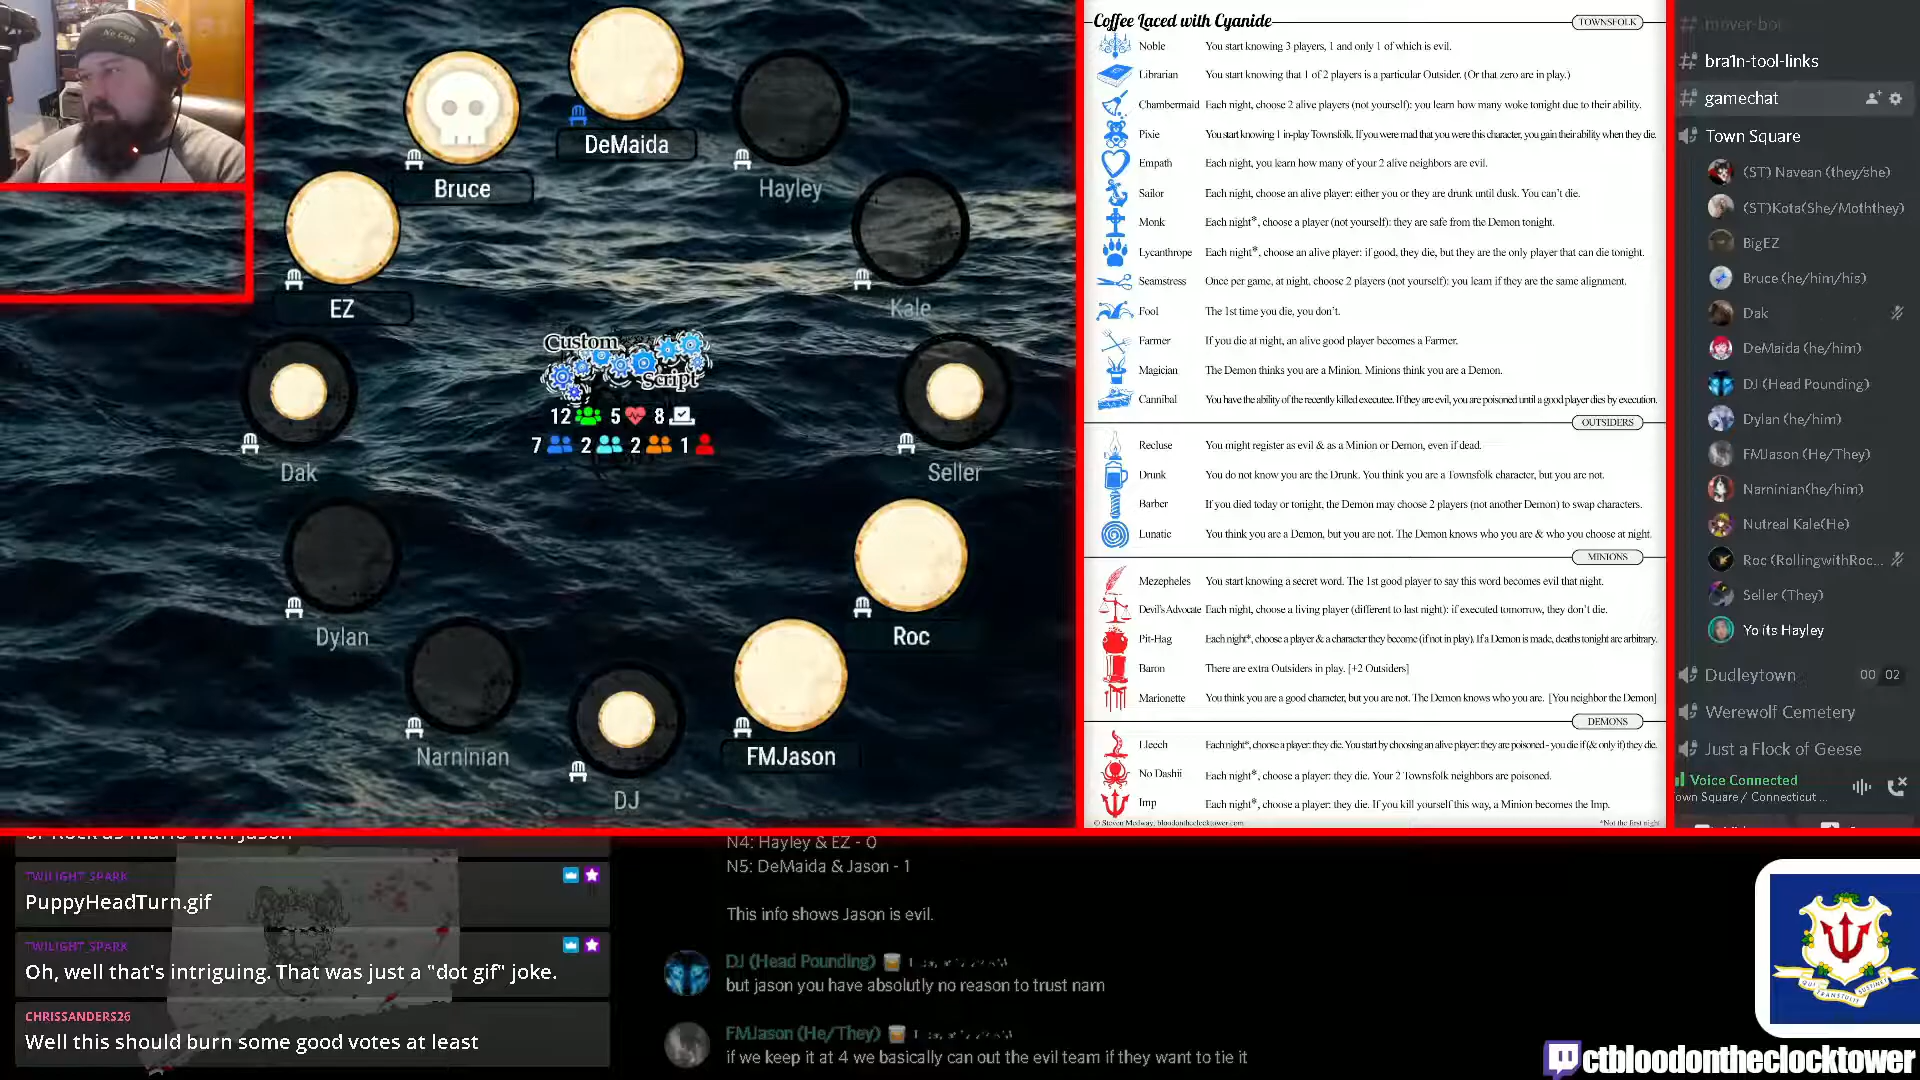 No Cup
Bruce
DeMaida
Hayley
EZ
Kale
Custom
Script
12 5 8
7 2 2 1
Dak
Seller
Dylan
Roc
Narninian
DJ
FMJason
Coffee Laced with Cyanide
TOWNSFOLK
Noble You start knowing 3 players, 1 and only 1 of which is evil.
Librarian You start knowing that 1 of 2 players is a particular Outsider. (Or that zero are in play.)
Chambermaid Each night, choose 2 alive players (not yourself): you learn how many woke tonight due to their ability.
Pixie You start knowing 1 in-play Townsfolk. If you were mad that you were this character, you gain their ability when they die.
Empath Each night, you learn how many of your 2 alive neighbors are evil.
Sailor Each night, choose an alive player: either you or they are drunk until dusk. You can't die.
Monk Each night*, choose a player (not yourself): they are safe from the Demon tonight.
Lycanthrope Each night*, choose an alive player: if good, they die, but they are the only player that can die tonight.
Seamstress Once per game, at night, choose 2 players (not yourself): you learn if they are the same alignment.
Fool The 1st time you die, you don't.
Farmer If you die at night, an alive good player becomes a Farmer.
Magician The Demon thinks you are a Minion. Minions think you are a Demon.
Cannibal You have the ability of the recently killed executee. If they are evil, you are poisoned until a good player dies by execution.
OUTSIDERS
Recluse You might register as evil & as a Minion or Demon, even if dead.
Drunk You do not know you are the Drunk. You think you are a Townsfolk character, but you are not.
Barber If you died today or tonight, the Demon may choose 2 players (not another Demon) to swap characters.
Lunatic You think you are a Demon, but you are not. The Demon knows who you are & who you choose at night.
MINIONS
Mezepheles You start knowing a secret word. The 1st good player to say this word becomes evil that night.
Devil's Advocate Each night, choose a living player (different to last night): if executed tomorrow, they don't die.
Pit-Hag Each night*, choose a player & a character they become (if not in play). If a Demon is made, deaths tonight are arbitrary.
Baron There are extra Outsiders in play. [+2 Outsiders]
Marionette You think you are a good character, but you are not. The Demon knows who you are. [You neighbor the Demon]
DEMONS
Lleech Each night*, choose a player: they die. You start by choosing an alive player: they are poisoned - you die if (& only if) they die.
No Dashii Each night*, choose a player: they die. Your 2 Townsfolk neighbors are poisoned.
Imp Each night*, choose a player: they die. If you kill yourself this way, a Minion becomes the Imp.
© Steven Medway, bloodontheclocktower.com
*Not the first night
mover-bot
bra1n-tool-links
gamechat
Town Square
(ST) Navean (they/she)
(ST)Kota(She/Moththey)
BigEZ
Bruce (he/him/his)
Dak
DeMaida (he/him)
DJ (Head Pounding)
Dylan (he/him)
FMJason (He/They)
Narninian(he/him)
Nutreal Kale(He)
Roc (RollingwithRoc...
Seller (They)
Yo its Hayley
Dudleytown 00 02
Werewolf Cemetery
Just a Flock of Geese
Voice Connected
own Square / Connecticut ...
TWILIGHT SPARK
PuppyHeadTurn.gif
TWILIGHT SPARK
Oh, well that's intriguing. That was just a "dot gif" joke.
CHRISSANDERS26
Well this should burn some good votes at least
N4: Hayley & EZ - 0
N5: DeMaida & Jason - 1
This info shows Jason is evil.
DJ (Head Pounding)
but jason you have absolutly no reason to trust narn
FMJason (He/They)
if we keep it at 4 we basically can out the evil team if they want to tie it
QUI TRANSTULIT SUSTINET
ctbloodontheclocktower